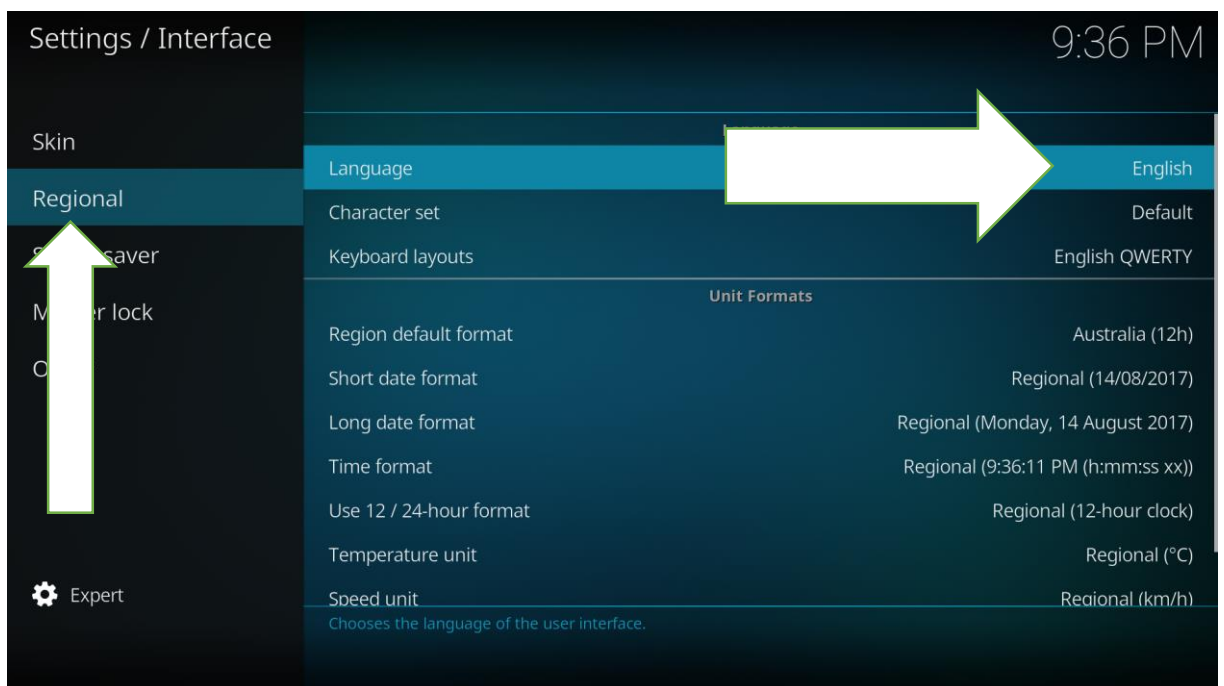 Settings / Interface
9:36 PM
Skin
Regional
saver
lock
Expert
Language
English
Character set
Default
Keyboard layouts
English QWERTY
Unit Formats
Region default format
Australia (12h)
Short date format
Regional (14/08/2017)
Long date format
Regional (Monday, 14 August 2017)
Time format
Regional (9:36:11 PM (h:mm:ss xx))
Use 12 / 24-hour format
Regional (12-hour clock)
Temperature unit
Regional (°C)
Speed unit
Regional (km/h)
Chooses the language of the user interface.